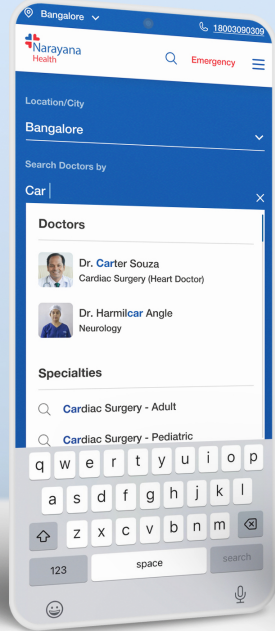 Bangalore
18003090309
Narayana
Health
Emergency
Location/City
Bangalore
Search Doctors by
Car
Doctors
Dr. Carter Souza
Cardiac Surgery (Heart Doctor)
Dr. Harmilcar Angle
Neurology
Specialties
Cardiac Surgery - Adult
Cardiac Surgery - Pediatric
q w e r t y u i o p
a s d f g h j k l
z x c v b n m
123 space search